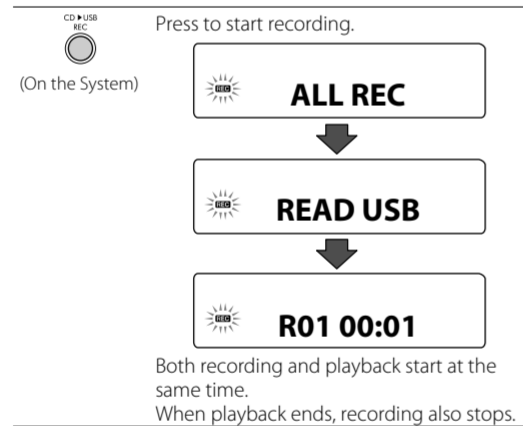 CD ▶ USB
REC
(On the System)
Press to start recording.
REC
ALL REC
REC
READ USB
REC
R01 00:01
Both recording and playback start at the
same time.
When playback ends, recording also stops.